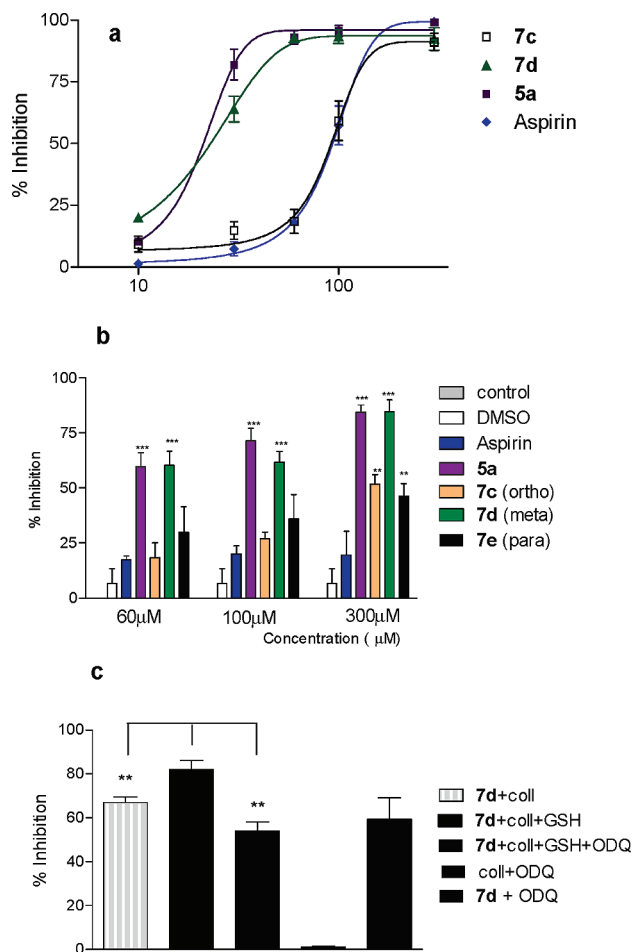 a
100
75
50
25
0
% Inhibition
10
100
7c
7d
5a
Aspirin
b
100
75
50
25
0
% Inhibition
***
***
***
***
***
***
**
**
60µM
100µM
300µM
Concentration ( µM)
control
DMSO
Aspirin
5a
7c (ortho)
7d (meta)
7e (para)
c
100
80
60
40
20
0
% Inhibition
**
**
7d+coll
7d+coll+GSH
7d+coll+GSH+ODQ
coll+ODQ
7d + ODQ